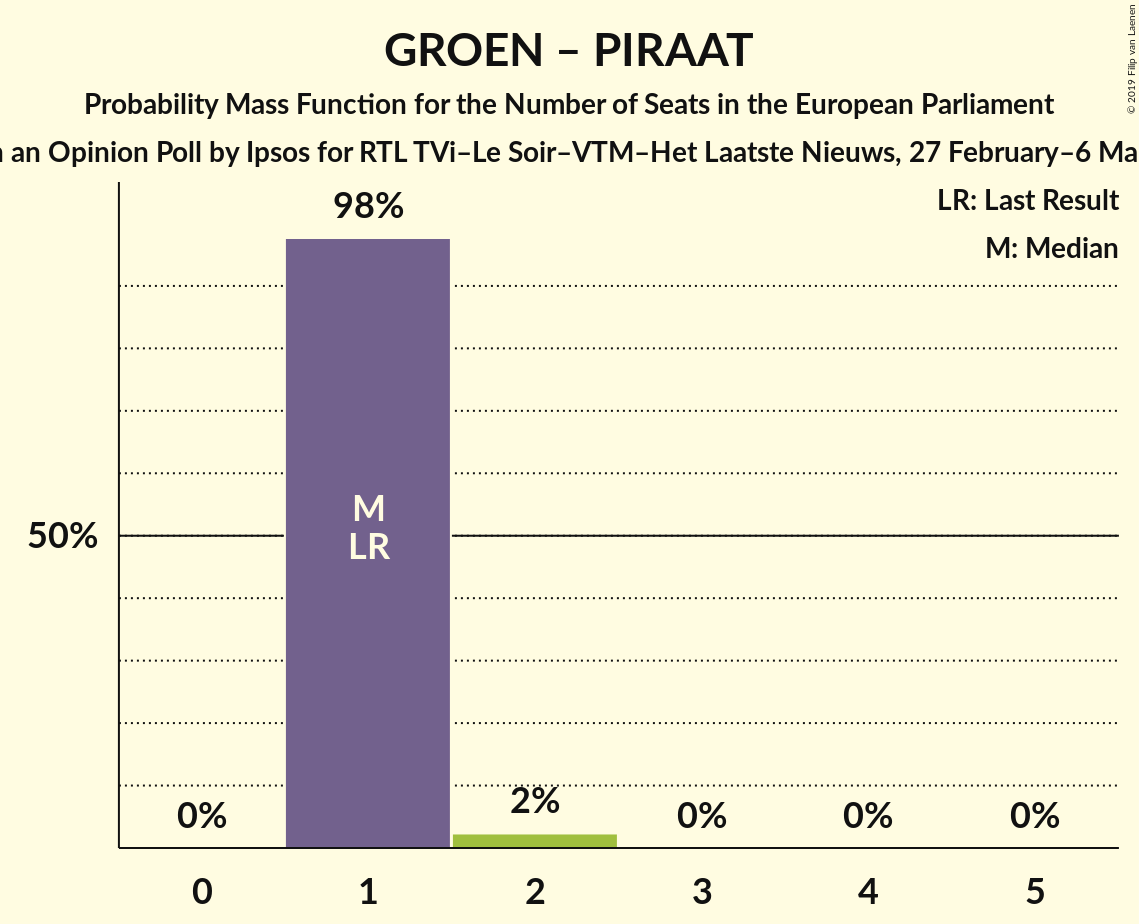 GROEN – PIRAAT
Probability Mass Function for the Number of Seats in the European Parliament
an Opinion Poll by Ipsos for RTL TVi–Le Soir–VTM–Het Laatste Nieuws, 27 February–6 Ma
© 2019 Filip van Laenen
LR: Last Result
M: Median
98%
50%
M
LR
0%
2%
0%
0%
0%
0
1
2
3
4
5